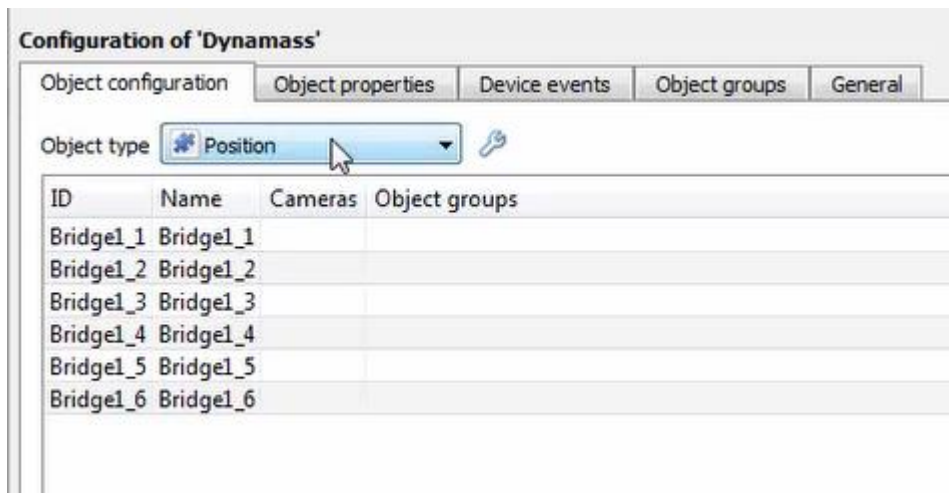 Configuration of 'Dynamass'
Object configuration Object properties Device events Object groups General
Object type Position
ID Name Cameras Object groups
Bridge1_1 Bridge1_1
Bridge1_2 Bridge1_2
Bridge1_3 Bridge1_3
Bridge1_4 Bridge1_4
Bridge1_5 Bridge1_5
Bridge1_6 Bridge1_6